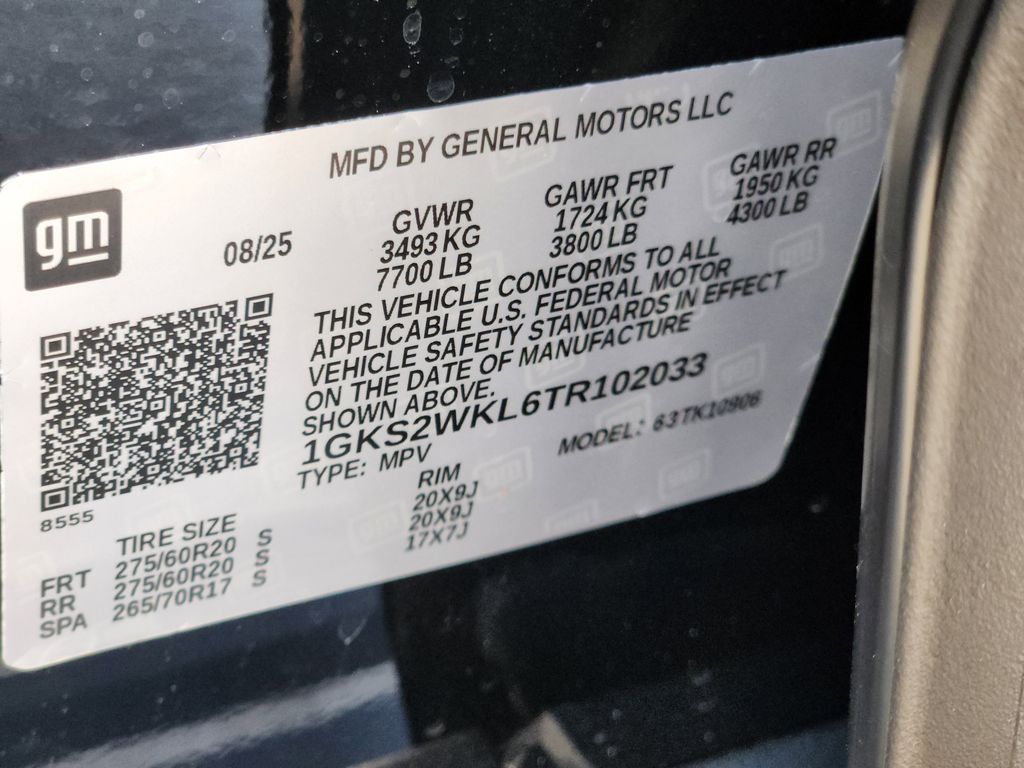 MFD BY GENERAL MOTORS LLC
gm
08/25
GVWR
3493 KG
7700 LB
GAWR FRT
1724 KG
3800 LB
GAWR RR
1950 KG
4300 LB
THIS VEHICLE CONFORMS TO ALL
APPLICABLE U.S. FEDERAL MOTOR
VEHICLE SAFETY STANDARDS IN EFFECT
ON THE DATE OF MANUFACTURE
SHOWN ABOVE.
1GKS2WKL6TR102033
TYPE: MPV
MODEL: 63TK10906
8555
TIRE SIZE
RIM
FRT 275/60R20 S 20X9J
RR 275/60R20 S 20X9J
SPA 265/70R17 S 17X7J